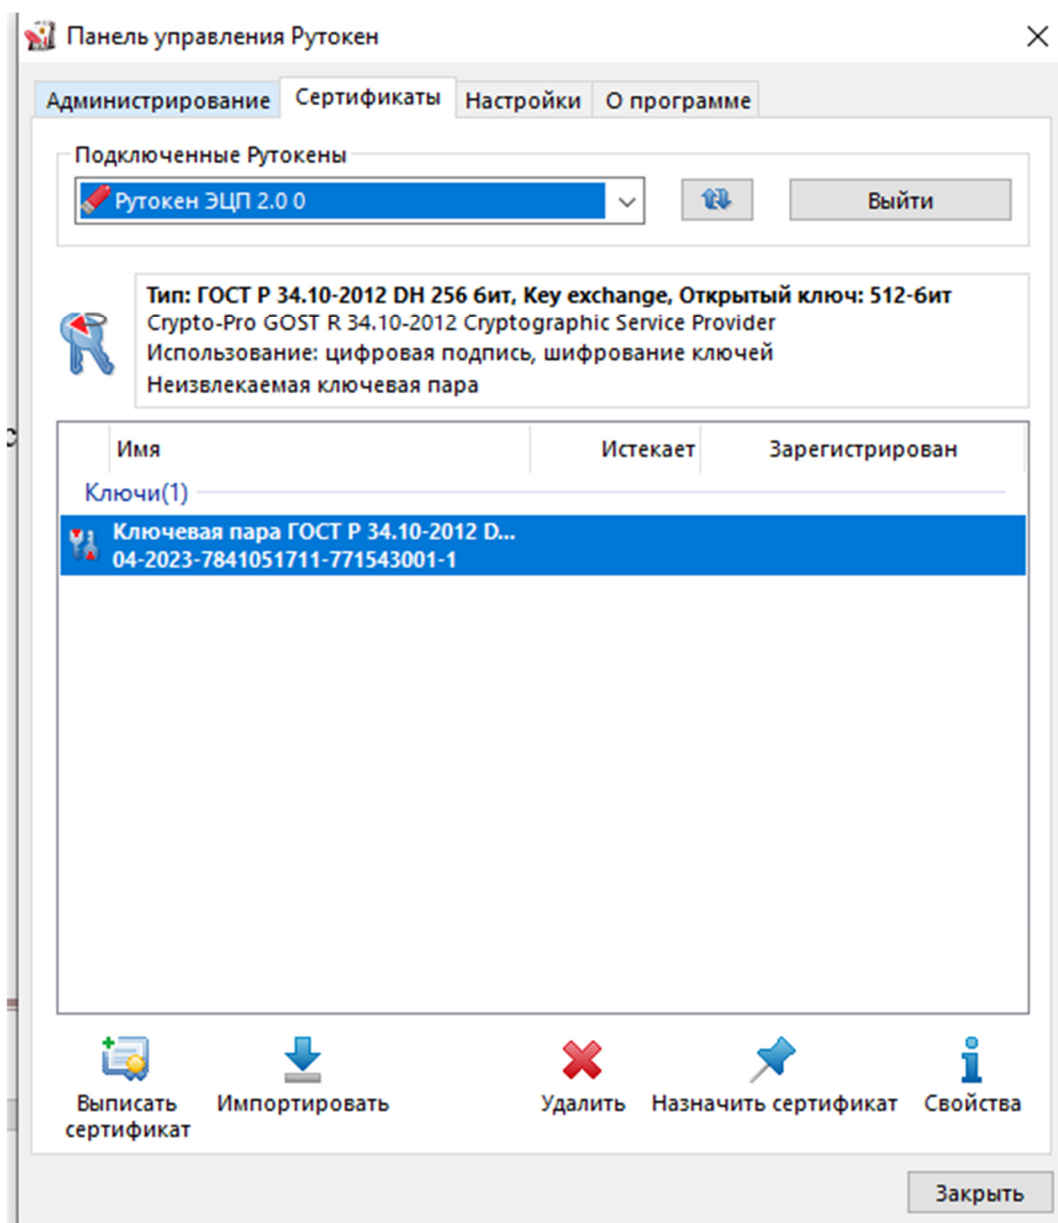 Панель управления Рутокен
Администрирование Сертификаты Настройки О программе
Подключенные Рутокены
Рутокен ЭЦП 2.0 0 Выйти
Тип: ГОСТ Р 34.10-2012 DH 256 бит, Key exchange, Открытый ключ: 512-бит
Crypto-Pro GOST R 34.10-2012 Cryptographic Service Provider
Использование: цифровая подпись, шифрование ключей
Неизвлекаемая ключевая пара
с
Имя Истекает Зарегистрирован
Ключи(1)
Ключевая пара ГОСТ Р 34.10-2012 D...
04-2023-7841051711-771543001-1
Выписать сертификат Импортировать Удалить Назначить сертификат Свойства
Закрыть